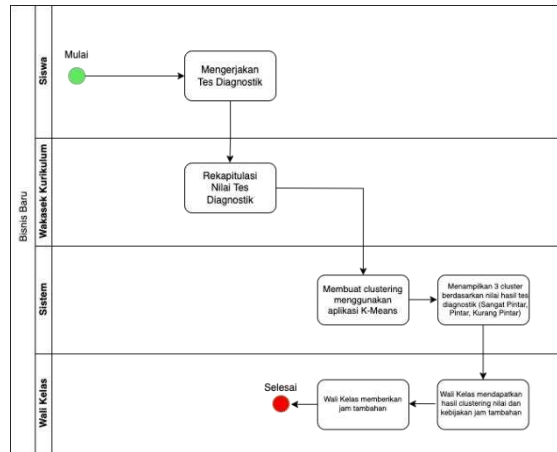 Bisnis Baru
Siswa
Mulai
Mengerjakan
Tes Diagnostik
Wakasek Kurikulum
Rekapitulasi
Nilai Tes
Diagnostik
Sistem
Membuat clustering
menggunakan
aplikasi K-Means
Menampilkan 3 cluster
berdasarkan nilai hasil tes
diagnostik (Sangat Pintar,
Pintar, Kurang Pintar)
Wali Kelas
Selesai
Wali Kelas memberikan
jam tambahan
Wali Kelas mendapatkan
hasil clustering nilai dan
kebijakan jam tambahan